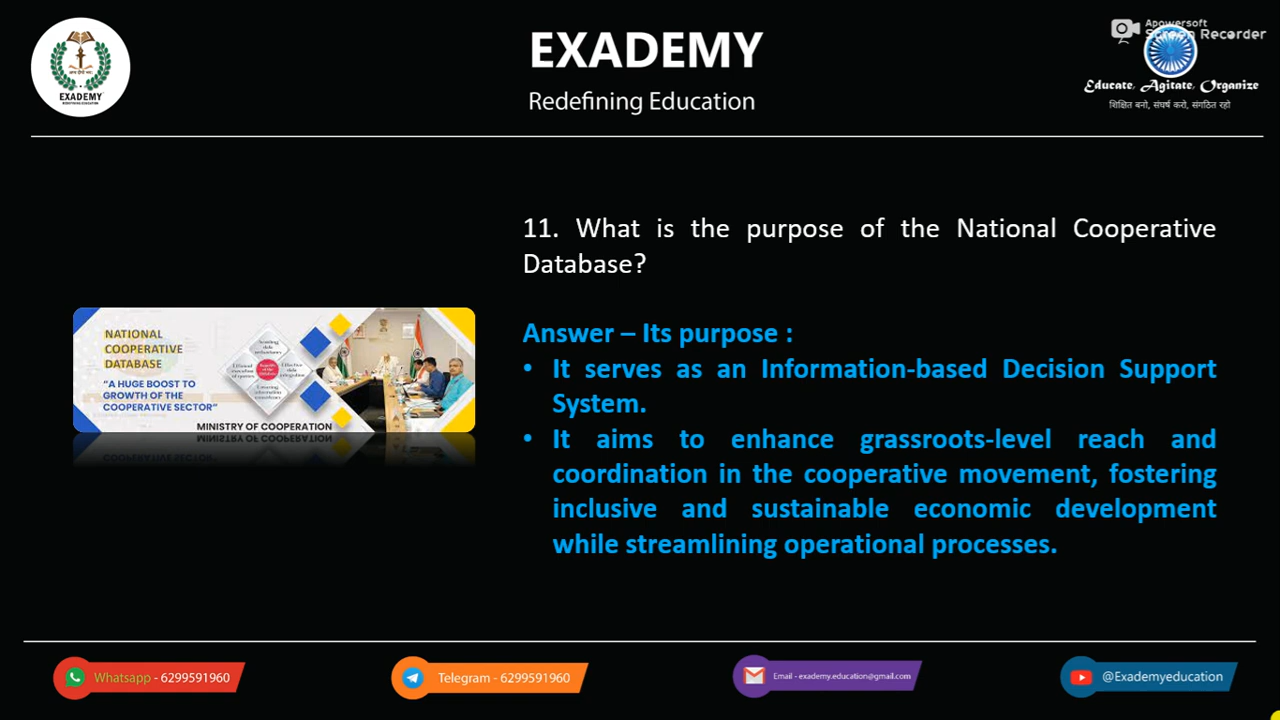 EXADEMY
Redefining Education
EXADEMY
REDEFINING EDUCATION
Apowersoft
Screen Recorder
Educate, Agitate, Organize
शिक्षित बनो, संघर्ष करो, संगठित रहो
11. What is the purpose of the National Cooperative
Database?
NATIONAL
COOPERATIVE
DATABASE
"A HUGE BOOST TO
GROWTH OF THE
COOPERATIVE SECTOR"
MINISTRY OF COOPERATION
Answer – Its purpose :
• It serves as an Information-based Decision Support
System.
• It aims to enhance grassroots-level reach and
coordination in the cooperative movement, fostering
inclusive and sustainable economic development
while streamlining operational processes.
Whatsapp - 6299591960
Telegram - 6299591960
Email - exademy.education@gmail.com
@Exademyeducation